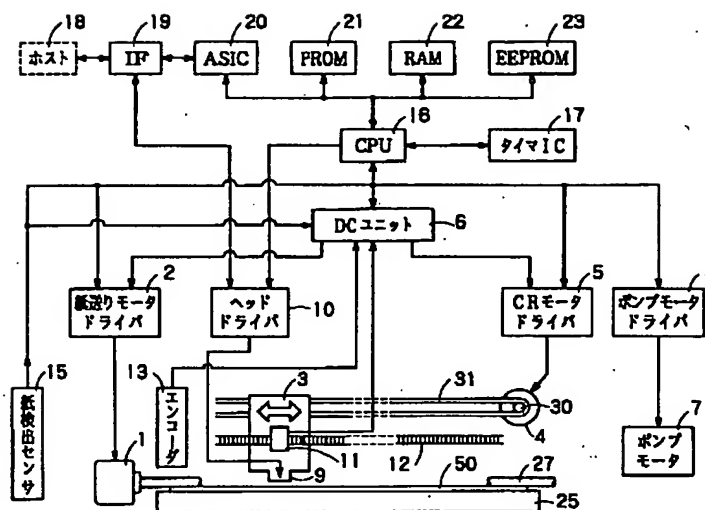 18
19
20
21
22
23
ホスト
IF
ASIC
PROM
RAM
EEPROM
16
17
CPU
タイマIC
DCユニット
6
2
5
紙送りモータ
ドライバ
ヘッド
ドライバ
10
CRモータ
ドライバ
ポンプモータ
ドライバ
15
紙検出センサ
13
エンコーダ
3
31
30
4
7
ポンプ
モータ
1
11
12
9
50
27
25